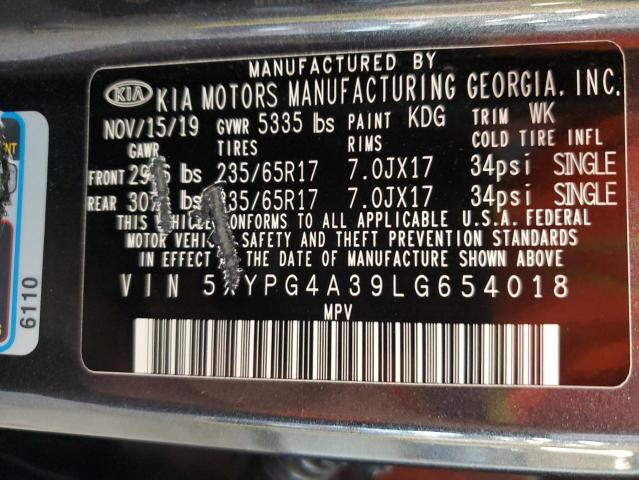 MANUFACTURED BY
KIA KIA MOTORS MANUFACTURING GEORGIA, INC.
NOV/15/19 GVWR 5335 lbs PAINT KDG TRIM WK
GAWR TIRES RIMS COLD TIRE INFL
FRONT lbs 235/65R17 7.0JX17 34psi SINGLE
REAR lbs 235/65R17 7.0JX17 34psi SINGLE
THIS VEHICLE CONFORMS TO ALL APPLICABLE U.S.A. FEDERAL
MOTOR VEHICLE SAFETY AND THEFT PREVENTION STANDARDS
IN EFFECT ON THE DATE OF MANUFACTURE SHOWN ABOVE
VIN
MPV
6110